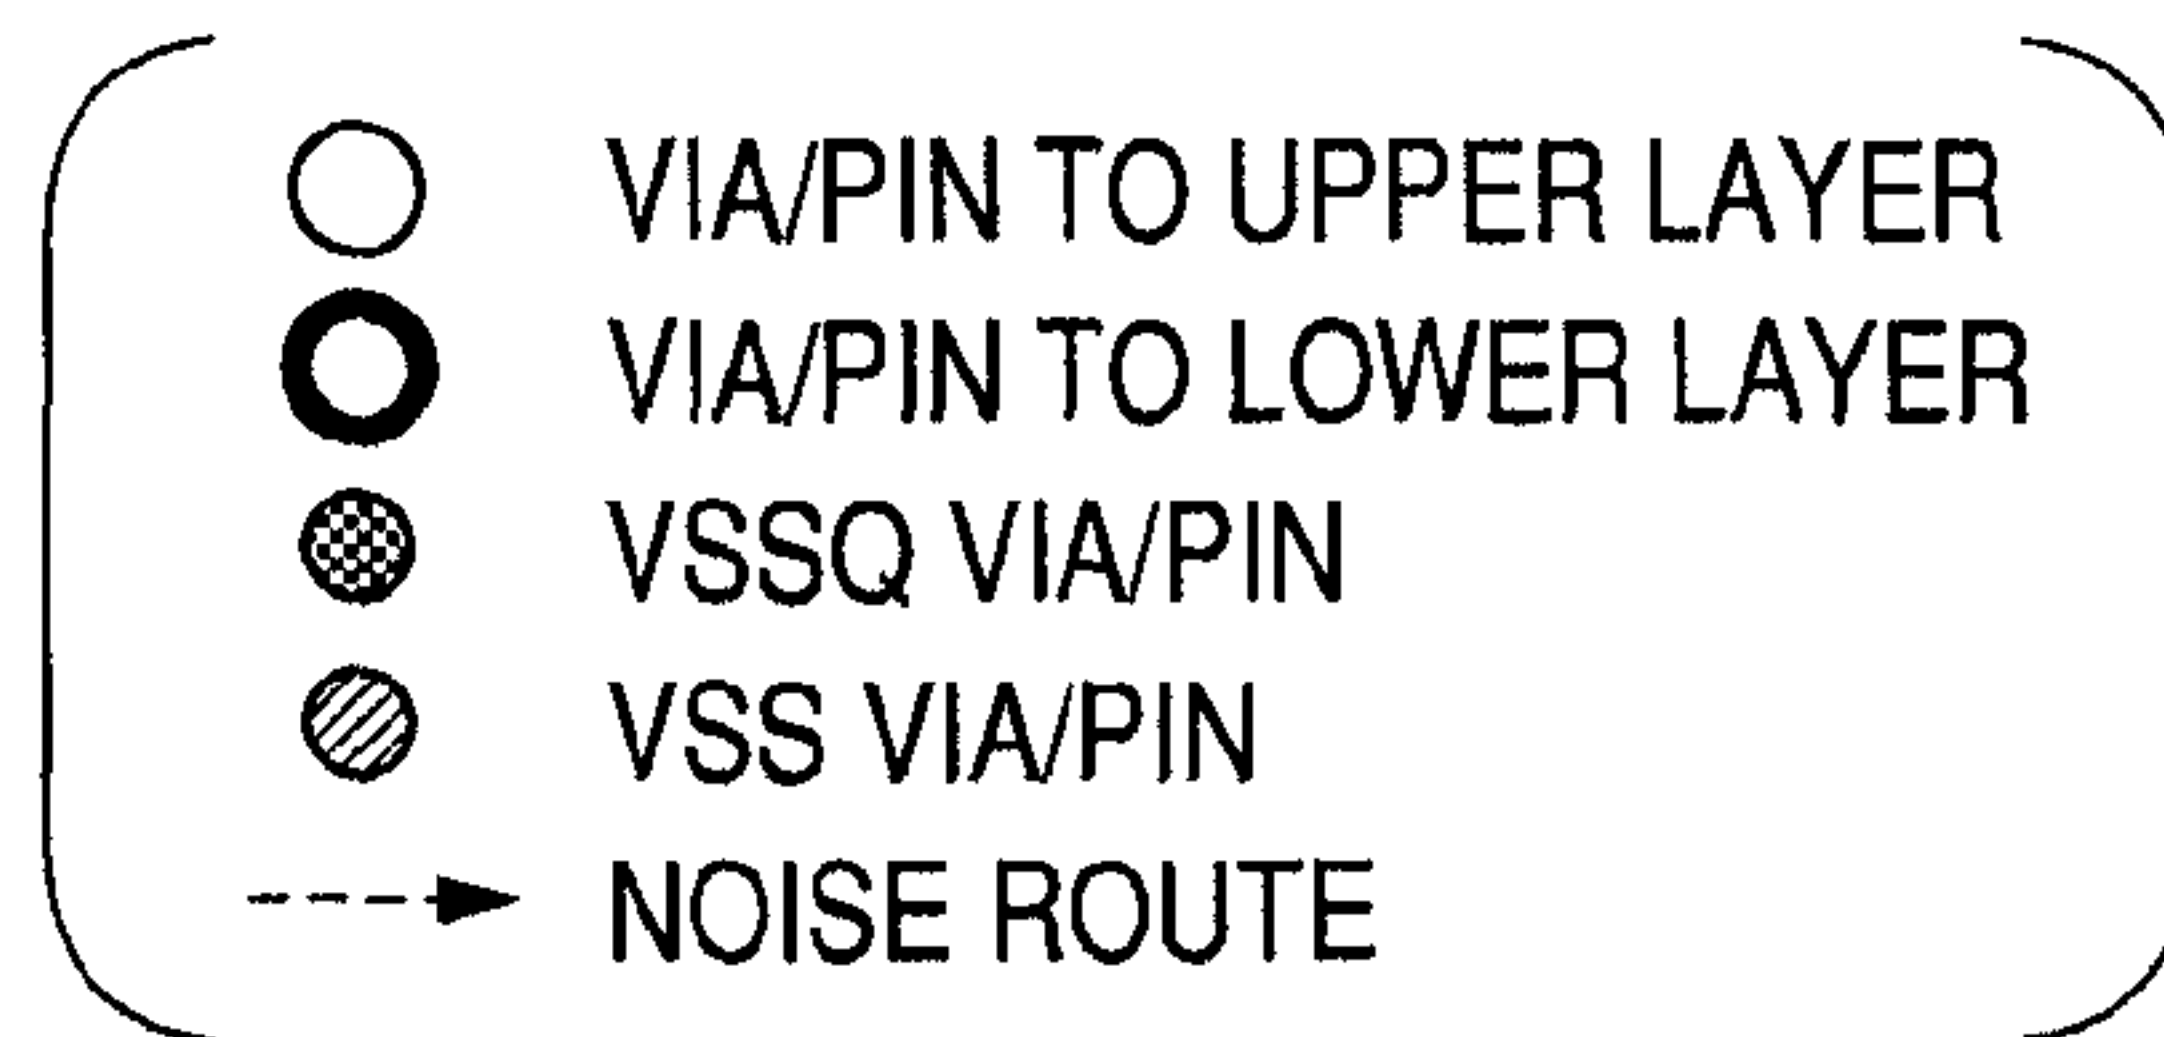 VIA/PIN TO UPPER LAYER
VIA/PIN TO LOWER LAYER
VSSQ VIA/PIN
VSS VIA/PIN
NOISE ROUTE